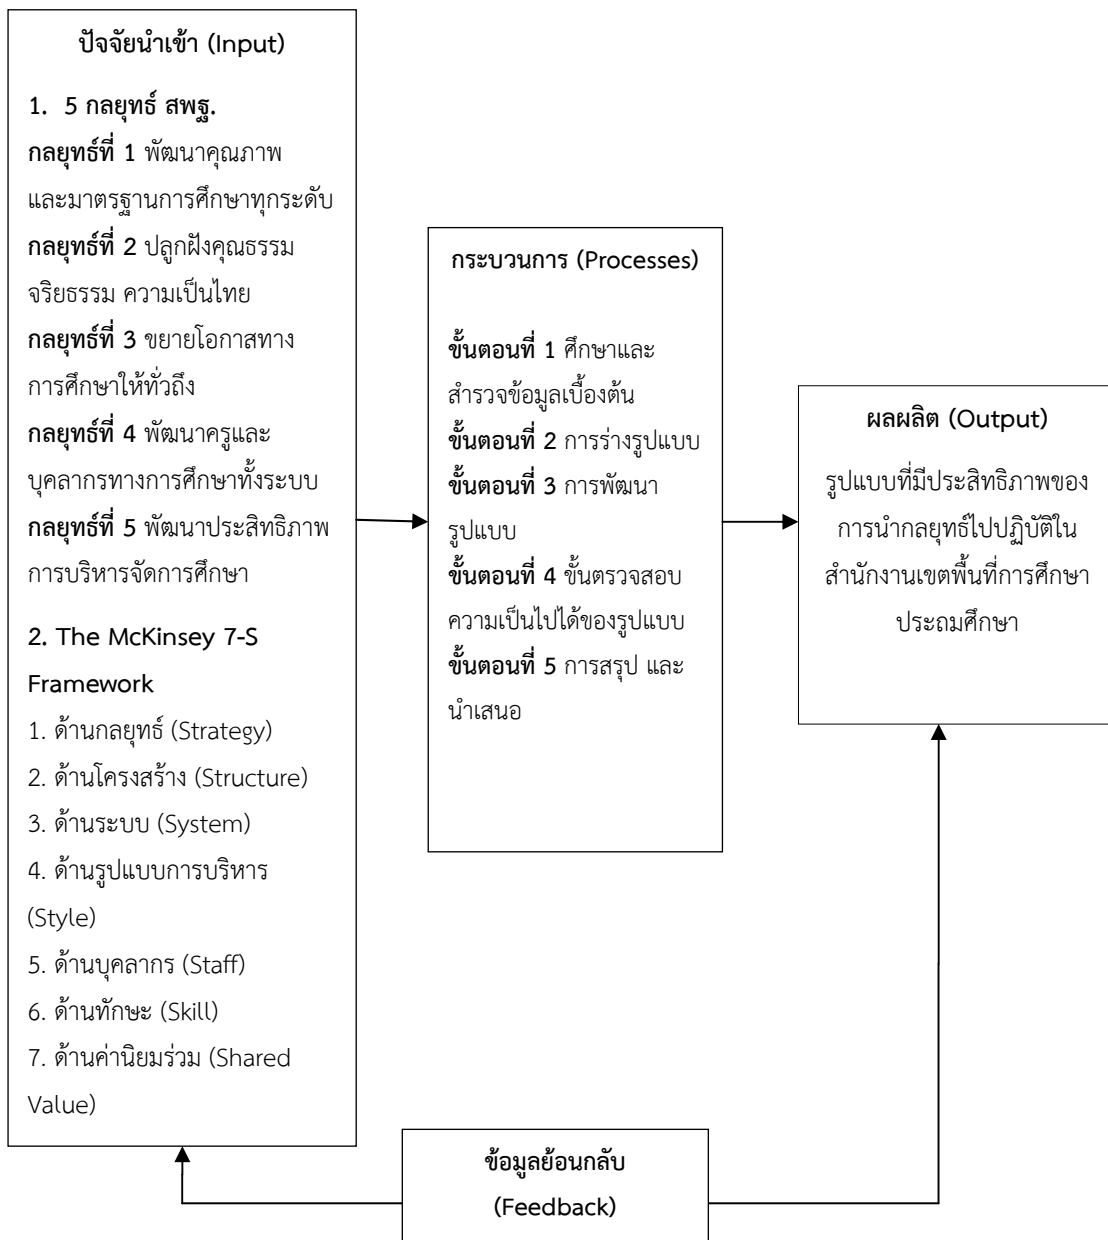 ปัจจัยนำเข้า (Input)
1. 5 กลยุทธ์ สพฐ.
กลยุทธ์ที่ 1 พัฒนาคุณภาพ
และมาตรฐานการศึกษาทุกระดับ
กลยุทธ์ที่ 2 ปลูกฝังคุณธรรม
จริยธรรม ความเป็นไทย
กลยุทธ์ที่ 3 ขยายโอกาสทาง
การศึกษาให้ทั่วถึง
กลยุทธ์ที่ 4 พัฒนาครูและ
บุคลากรทางการศึกษาทั้งระบบ
กลยุทธ์ที่ 5 พัฒนาประสิทธิภาพ
การบริหารจัดการศึกษา
2. The McKinsey 7-S
Framework
1. ด้านกลยุทธ์ (Strategy)
2. ด้านโครงสร้าง (Structure)
3. ด้านระบบ (System)
4. ด้านรูปแบบการบริหาร
(Style)
5. ด้านบุคลากร (Staff)
6. ด้านทักษะ (Skill)
7. ด้านค่านิยมร่วม (Shared
Value)
กระบวนการ (Processes)
ขั้นตอนที่ 1 ศึกษาและ
สำรวจข้อมูลเบื้องต้น
ขั้นตอนที่ 2 การร่างรูปแบบ
ขั้นตอนที่ 3 การพัฒนา
รูปแบบ
ขั้นตอนที่ 4 ขั้นตรวจสอบ
ความเป็นไปได้ของรูปแบบ
ขั้นตอนที่ 5 การสรุป และ
นำเสนอ
ผลผลิต (Output)
รูปแบบที่มีประสิทธิภาพของ
การนำกลยุทธ์ไปปฏิบัติใน
สำนักงานเขตพื้นที่การศึกษา
ประถมศึกษา
ข้อมูลย้อนกลับ
(Feedback)